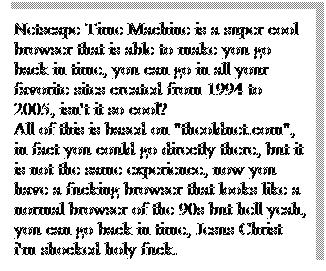 Netscape Time Machine is a super cool
browser that is able to make you go
back in time, you can go in all your
favorite sites created from 1994 to
2005, isn't it so cool?
All of this is based on "theoldnet.com",
in fact you could go directly there, but it
is not the same experience, now you
have a fucking browser that looks like a
normal browser of the 90s but hell yeah,
you can go back in time, Jesus Christ
i'm shocked holy fuck.